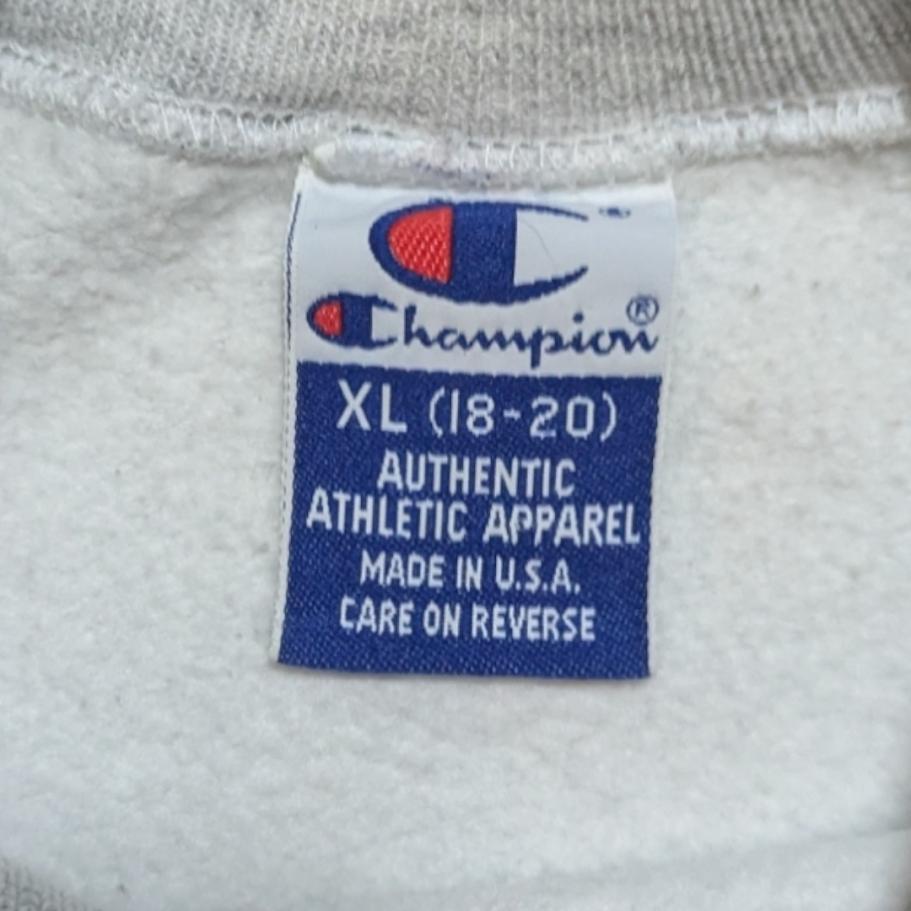 Champion®
XL (18-20)
AUTHENTIC
ATHLETIC APPAREL
MADE IN U.S.A.
CARE ON REVERSE